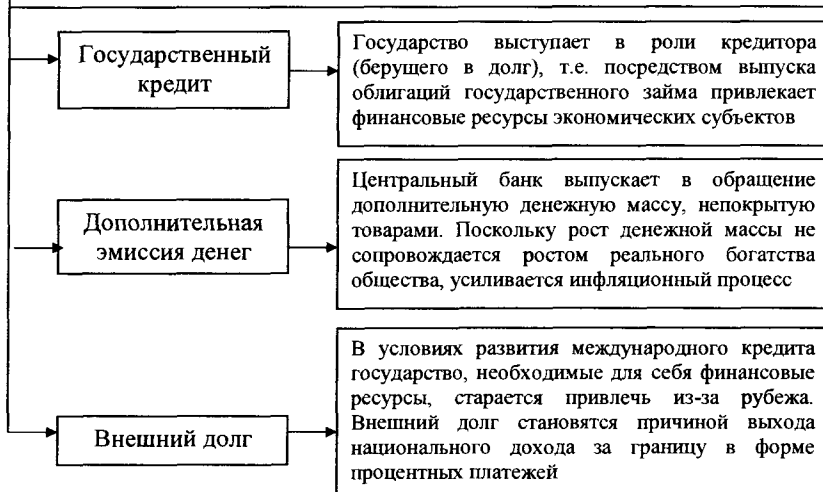 Государственный
кредит
Государство выступает в роли кредитора
(берущего в долг), т.е. посредством выпуска
облигаций государственного займа привлекает
финансовые ресурсы экономических субъектов
Дополнительная
эмиссия денег
Центральный банк выпускает в обращение
дополнительную денежную массу, непокрытую
товарами. Поскольку рост денежной массы не
сопровождается ростом реального богатства
общества, усиливается инфляционный процесс
Внешний долг
В условиях развития международного кредита
государство, необходимые для себя финансовые
ресурсы, старается привлечь из-за рубежа.
Внешний долг становятся причиной выхода
национального дохода за границу в форме
процентных платежей